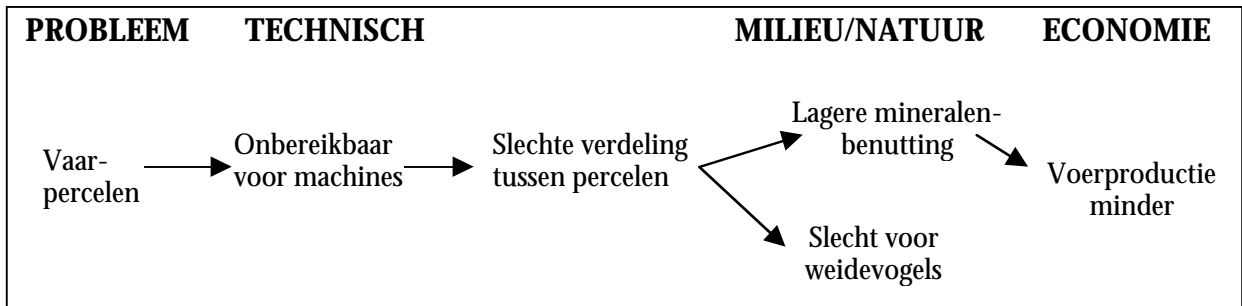 PROBLEEM TECHNISCH MILIEU/NATUUR ECONOMIE
Vaar-
percelen
Onbereikbaar
voor machines
Slechte verdeling
tussen percelen
Lagere mineralen-
benutting
Slecht voor
weidevogels
Voerproductie
minder